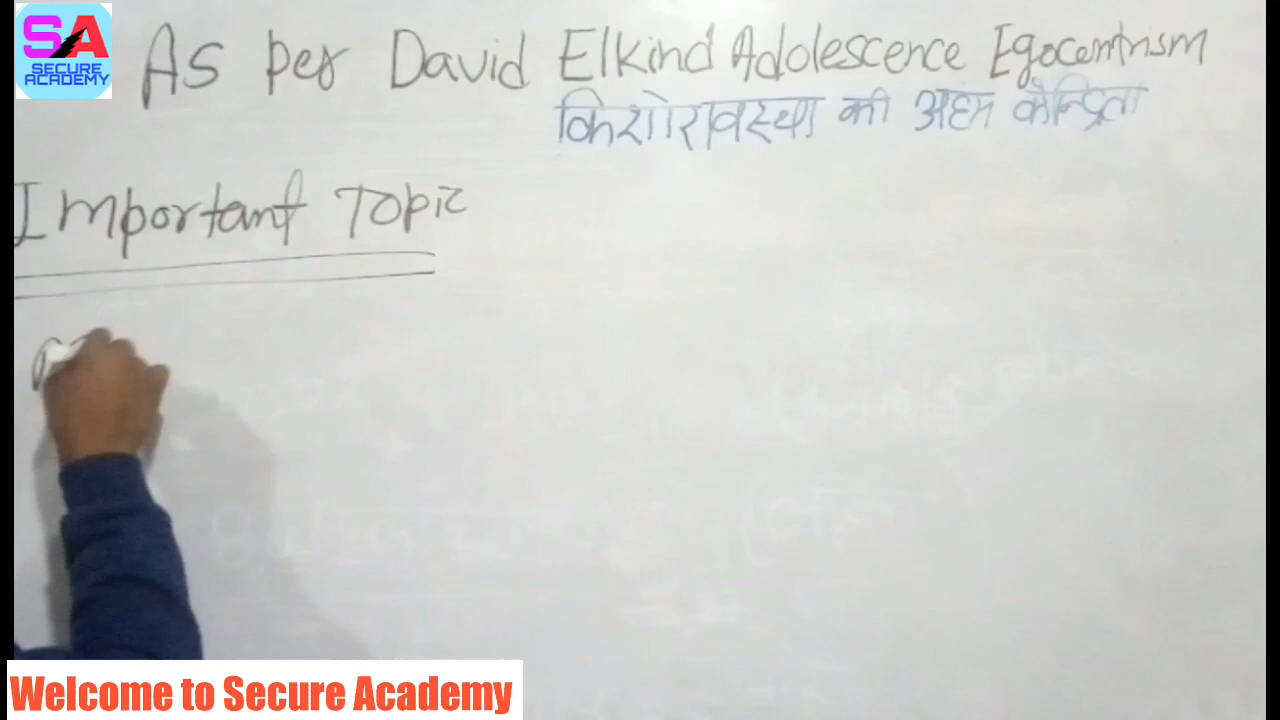 SA
SECURE
ACADEMY
As Per David Elkind Adolescence Egocentrism
किशोरावस्था की अहम केन्द्रिता
Important Topic
Welcome to Secure Academy